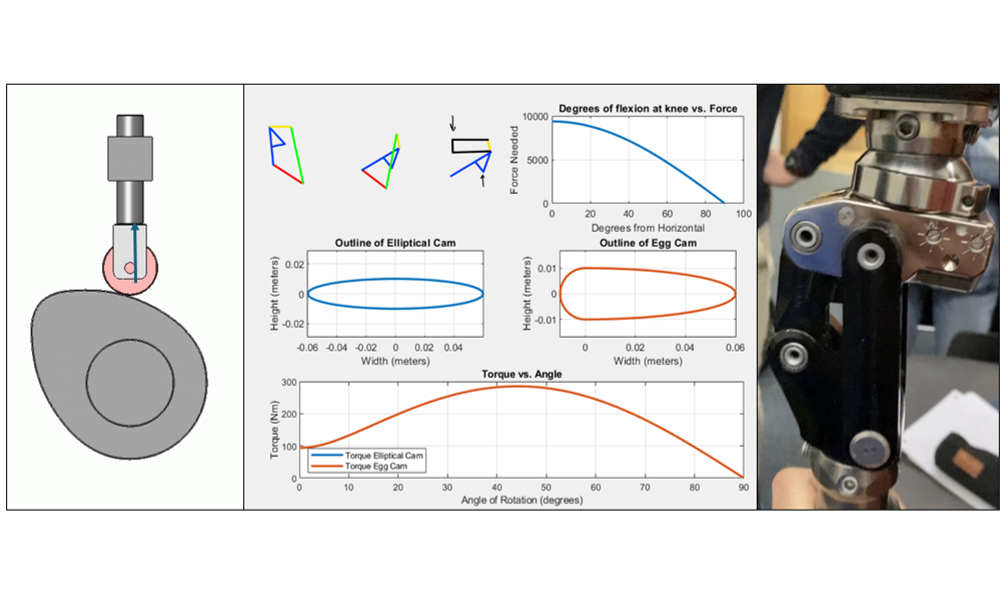 Degrees of flexion at knee vs. Force
Force Needed
10000
5000
0
0 20 40 60 80 100
Degrees from Horizontal
Outline of Elliptical Cam
Height (meters)
0.02
0
-0.02
-0.06 -0.04 -0.02 0 0.02 0.04
Width (meters)
Outline of Egg Cam
Height (meters)
0.01
0
-0.01
0 0.02 0.04 0.06
Width (meters)
Torque vs. Angle
Torque (Nm)
300
200
100
0
Torque Elliptical Cam
Torque Egg Cam
0 10 20 30 40 50 60 70 80 90
Angle of Rotation (degrees)